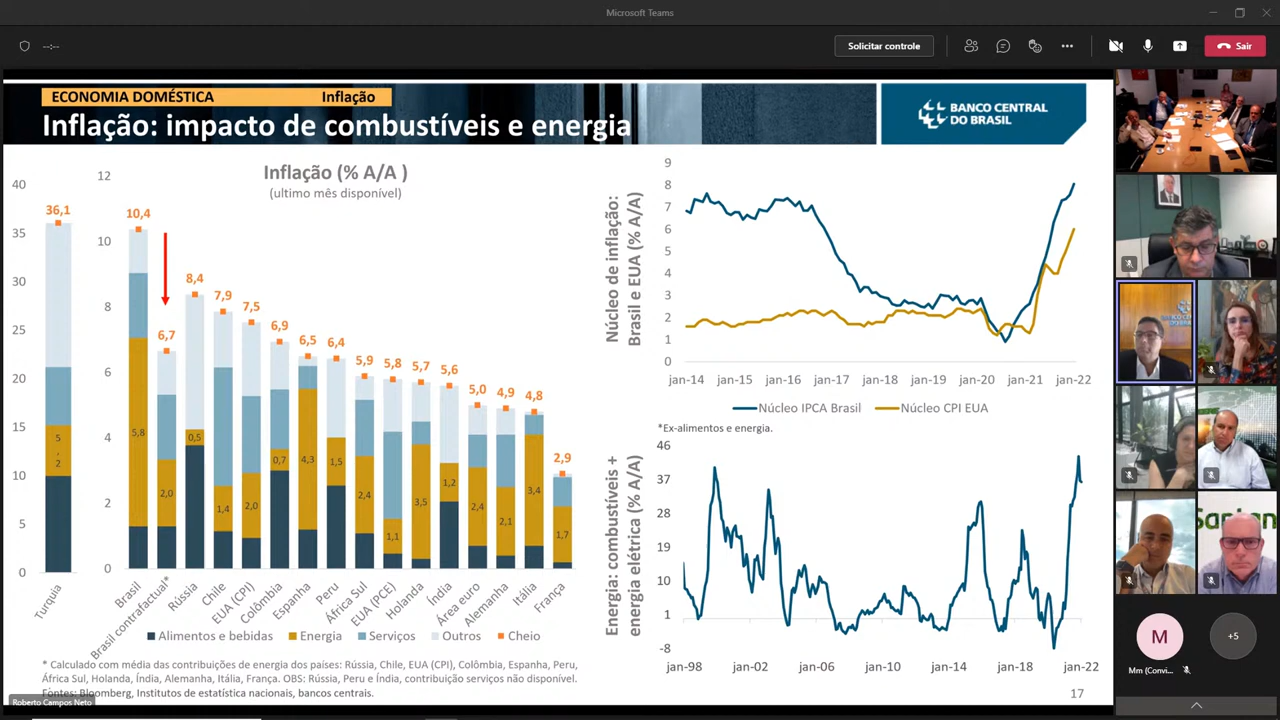 Microsoft Teams
--:--
Solicitar controle
Sair
ECONOMIA DOMÉSTICA Inflação
Inflação: impacto de combustíveis e energia
BANCO CENTRAL
DO BRASIL
Inflação (% A/A )
(ultimo mês disponível)
40
35
30
25
20
15
10
5
0
36,1
5
,
2
Turquia
12
10
8
6
4
2
0
10,4
6,7
8,4
7,9
7,5
6,9
6,5
6,4
5,9
5,8
5,7
5,6
5,0
4,9
4,8
2,9
5,8
2,0
0,5
1,4
2,0
0,7
4,3
1,5
2,4
1,1
3,5
1,2
2,4
2,1
3,4
1,7
Brasil
Brasil contrafactual*
Rússia
Chile
EUA (CPI)
Colômbia
Espanha
Peru
África Sul
EUA (PCE)
Holanda
Índia
Área euro
Alemanha
Itália
França
Alimentos e bebidas Energia Serviços Outros Cheio
* Calculado com média das contribuições de energia dos países: Rússia, Chile, EUA (CPI), Colômbia, Espanha, Peru,
África Sul, Holanda, Índia, Alemanha, Itália, França. OBS: Rússia, Peru e Índia, contribuição serviços não disponível.
Fontes: Bloomberg, Institutos de estatística nacionais, bancos centrais.
Roberto Campos Neto
Núcleo de inflação:
Brasil e EUA (% A/A)
9
8
7
6
5
4
3
2
1
0
jan-14 jan-15 jan-16 jan-17 jan-18 jan-19 jan-20 jan-21 jan-22
Núcleo IPCA Brasil Núcleo CPI EUA
*Ex-alimentos e energia.
Energia: combustíveis +
energia elétrica (% A/A)
46
37
28
19
10
1
-8
jan-98 jan-02 jan-06 jan-10 jan-14 jan-18 jan-22
17
Santan
M
+5
Mm (Convi...